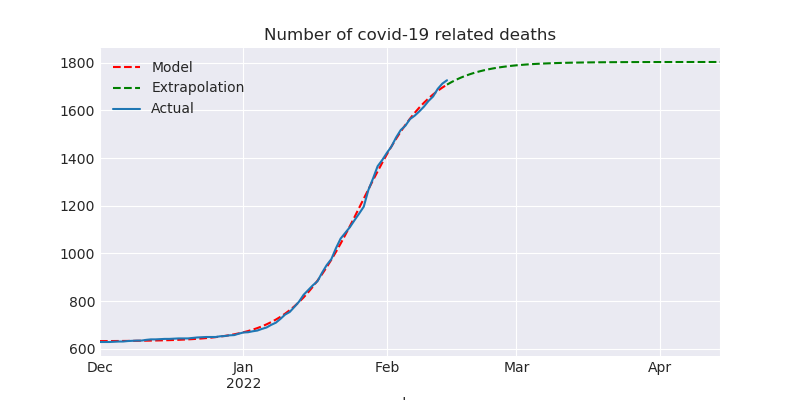 Number of covid-19 related deaths
Model
Extrapolation
Actual
1800
1600
1400
1200
1000
800
600
Dec
Jan
2022
Feb
Mar
Apr